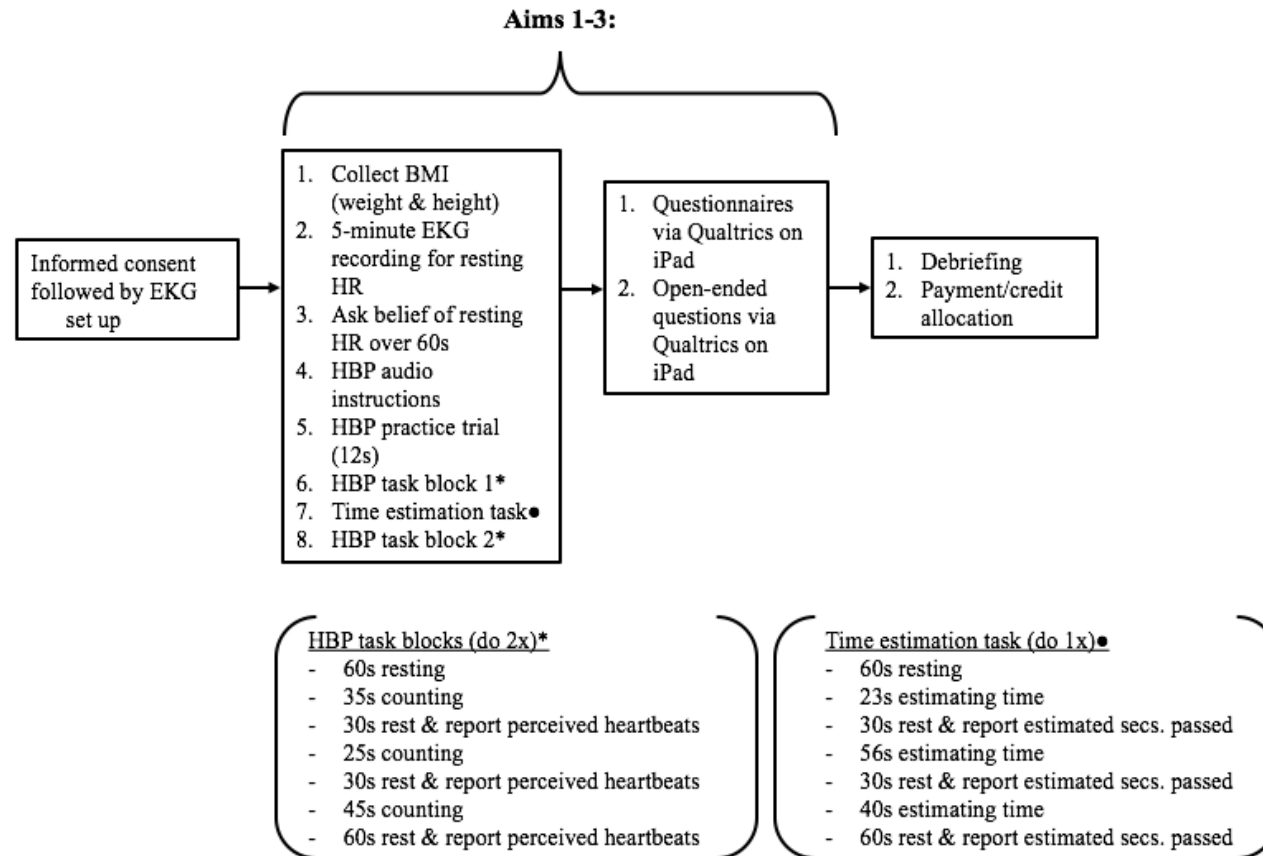 Aims 1-3:
Informed consent
followed by EKG
set up
1. Collect BMI
(weight & height)
2. 5-minute EKG
recording for resting
HR
3. Ask belief of resting
HR over 60s
4. HBP audio
instructions
5. HBP practice trial
(12s)
6. HBP task block 1*
7. Time estimation task●
8. HBP task block 2*
1. Questionnaires
via Qualtrics on
iPad
2. Open-ended
questions via
Qualtrics on
iPad
1. Debriefing
2. Payment/credit
allocation
HBP task blocks (do 2x)*
- 60s resting
- 35s counting
- 30s rest & report perceived heartbeats
- 25s counting
- 30s rest & report perceived heartbeats
- 45s counting
- 60s rest & report perceived heartbeats
Time estimation task (do 1x)●
- 60s resting
- 23s estimating time
- 30s rest & report estimated secs. passed
- 56s estimating time
- 30s rest & report estimated secs. passed
- 40s estimating time
- 60s rest & report estimated secs. passed